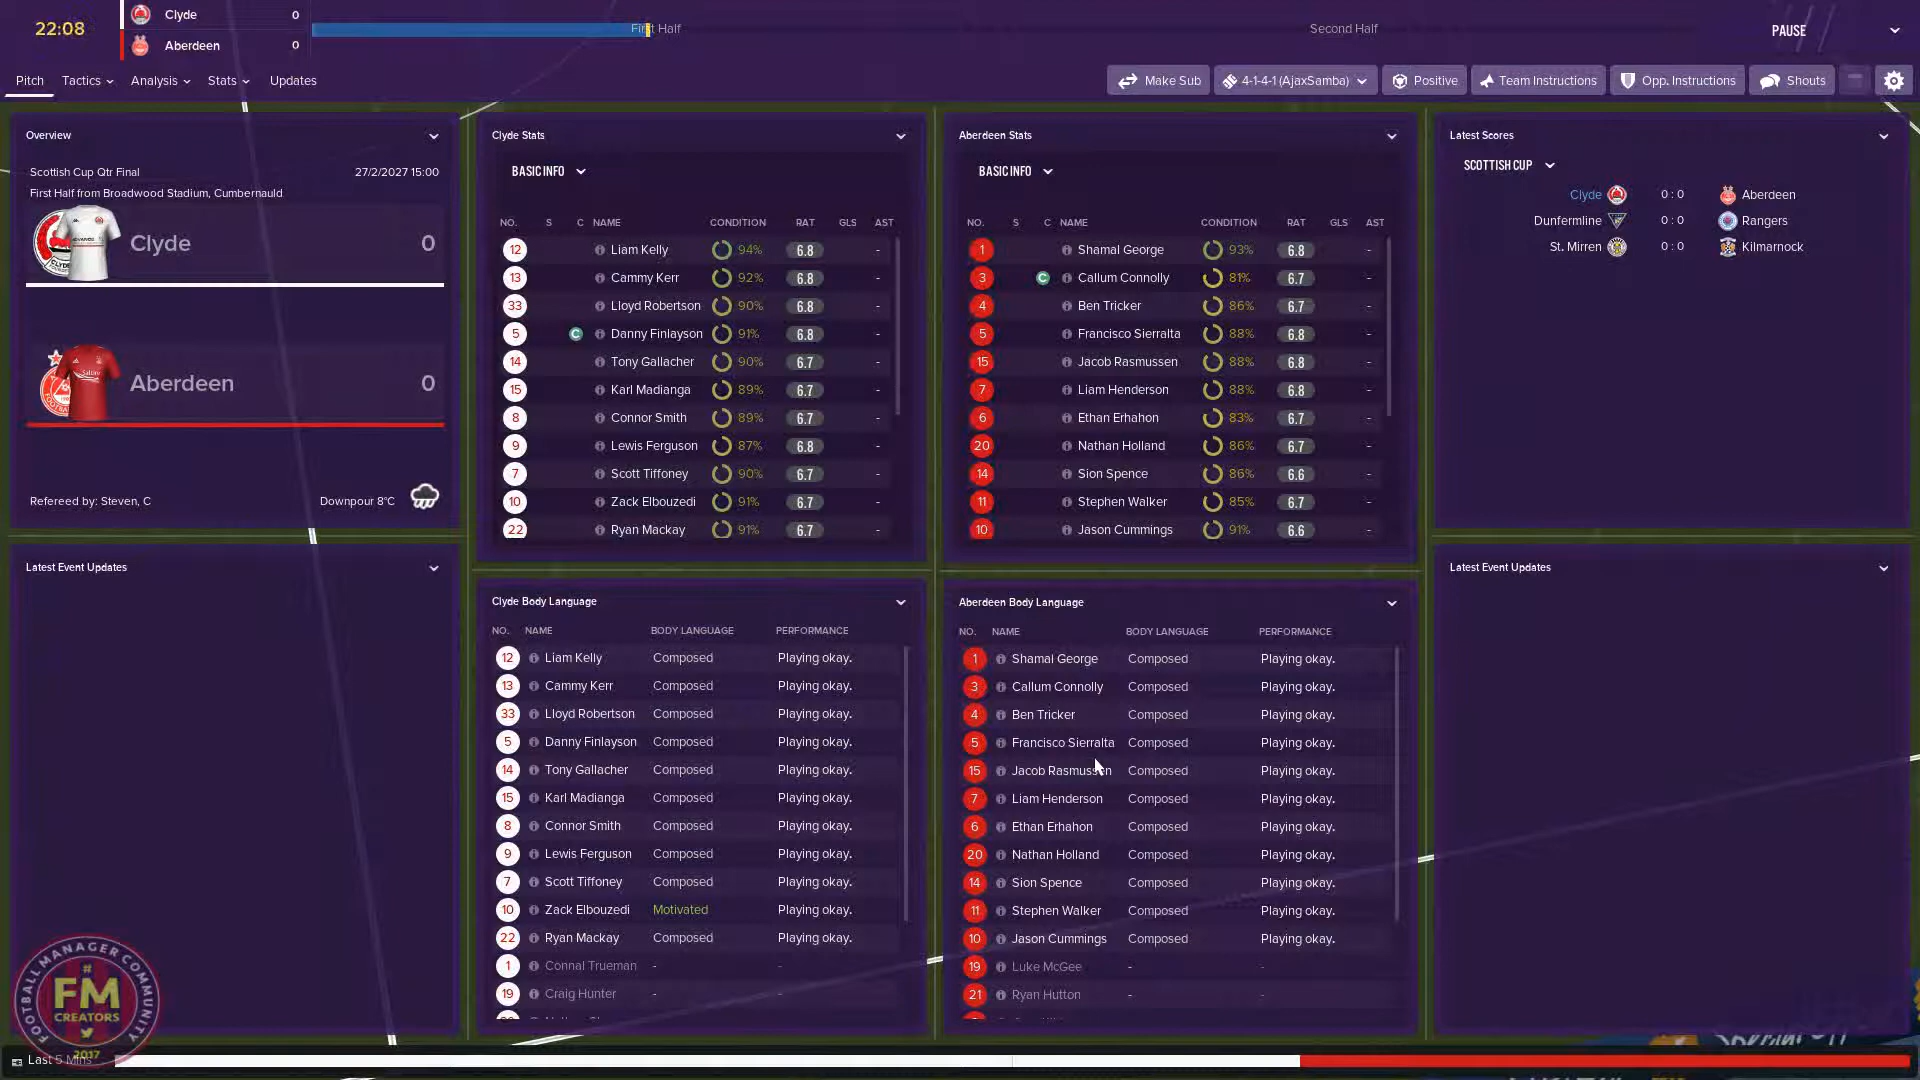 22:08
Clyde 0
Aberdeen 0
First Half
Second Half
PAUSE
Pitch Tactics Analysis Stats Updates
Make Sub 4-1-4-1 (AjaxSamba) Positive Team Instructions Opp. Instructions Shouts
Overview
Scottish Cup Qtr Final 27/2/2027 15:00
First Half from Broadwood Stadium, Cumbernauld
Clyde 0
Aberdeen 0
Refereed by: Steven, C Downpour 8°C
Clyde Stats
BASIC INFO
NO. S C NAME CONDITION RAT GLS AST
12 Liam Kelly 94% 6.8 -
13 Cammy Kerr 92% 6.8 -
33 Lloyd Robertson 90% 6.8 -
5 C Danny Finlayson 91% 6.8 -
14 Tony Gallacher 90% 6.7 -
15 Karl Madianga 89% 6.7 -
8 Connor Smith 89% 6.7 -
9 Lewis Ferguson 87% 6.8 -
7 Scott Tiffoney 90% 6.7 -
10 Zack Elbouzedi 91% 6.7 -
22 Ryan Mackay 91% 6.7 -
Aberdeen Stats
BASIC INFO
NO. S C NAME CONDITION RAT GLS AST
1 Shamal George 93% 6.8 -
3 C Callum Connolly 81% 6.7 -
4 Ben Tricker 86% 6.7 -
5 Francisco Sierralta 88% 6.8 -
15 Jacob Rasmussen 88% 6.8 -
7 Liam Henderson 88% 6.8 -
6 Ethan Erhahon 83% 6.7 -
20 Nathan Holland 86% 6.7 -
14 Sion Spence 86% 6.6 -
11 Stephen Walker 85% 6.7 -
10 Jason Cummings 91% 6.6 -
Latest Scores
SCOTTISH CUP
Clyde 0 : 0 Aberdeen
Dunfermline 0 : 0 Rangers
St. Mirren 0 : 0 Kilmarnock
Latest Event Updates
Clyde Body Language
NO. NAME BODY LANGUAGE PERFORMANCE
12 Liam Kelly Composed Playing okay.
13 Cammy Kerr Composed Playing okay.
33 Lloyd Robertson Composed Playing okay.
5 Danny Finlayson Composed Playing okay.
14 Tony Gallacher Composed Playing okay.
15 Karl Madianga Composed Playing okay.
8 Connor Smith Composed Playing okay.
9 Lewis Ferguson Composed Playing okay.
7 Scott Tiffoney Composed Playing okay.
10 Zack Elbouzedi Motivated Playing okay.
22 Ryan Mackay Composed Playing okay.
1 Connal Trueman - -
19 Craig Hunter - -
Aberdeen Body Language
NO. NAME BODY LANGUAGE PERFORMANCE
1 Shamal George Composed Playing okay.
3 Callum Connolly Composed Playing okay.
4 Ben Tricker Composed Playing okay.
5 Francisco Sierralta Composed Playing okay.
15 Jacob Rasmussen Composed Playing okay.
7 Liam Henderson Composed Playing okay.
6 Ethan Erhahon Composed Playing okay.
20 Nathan Holland Composed Playing okay.
14 Sion Spence Composed Playing okay.
11 Stephen Walker Composed Playing okay.
10 Jason Cummings Composed Playing okay.
19 Luke McGee - -
21 Ryan Hutton - -
Latest Event Updates
FOOTBALL MANAGER COMMUNITY
#
FM
CREATORS
2017
Last 5 Mins